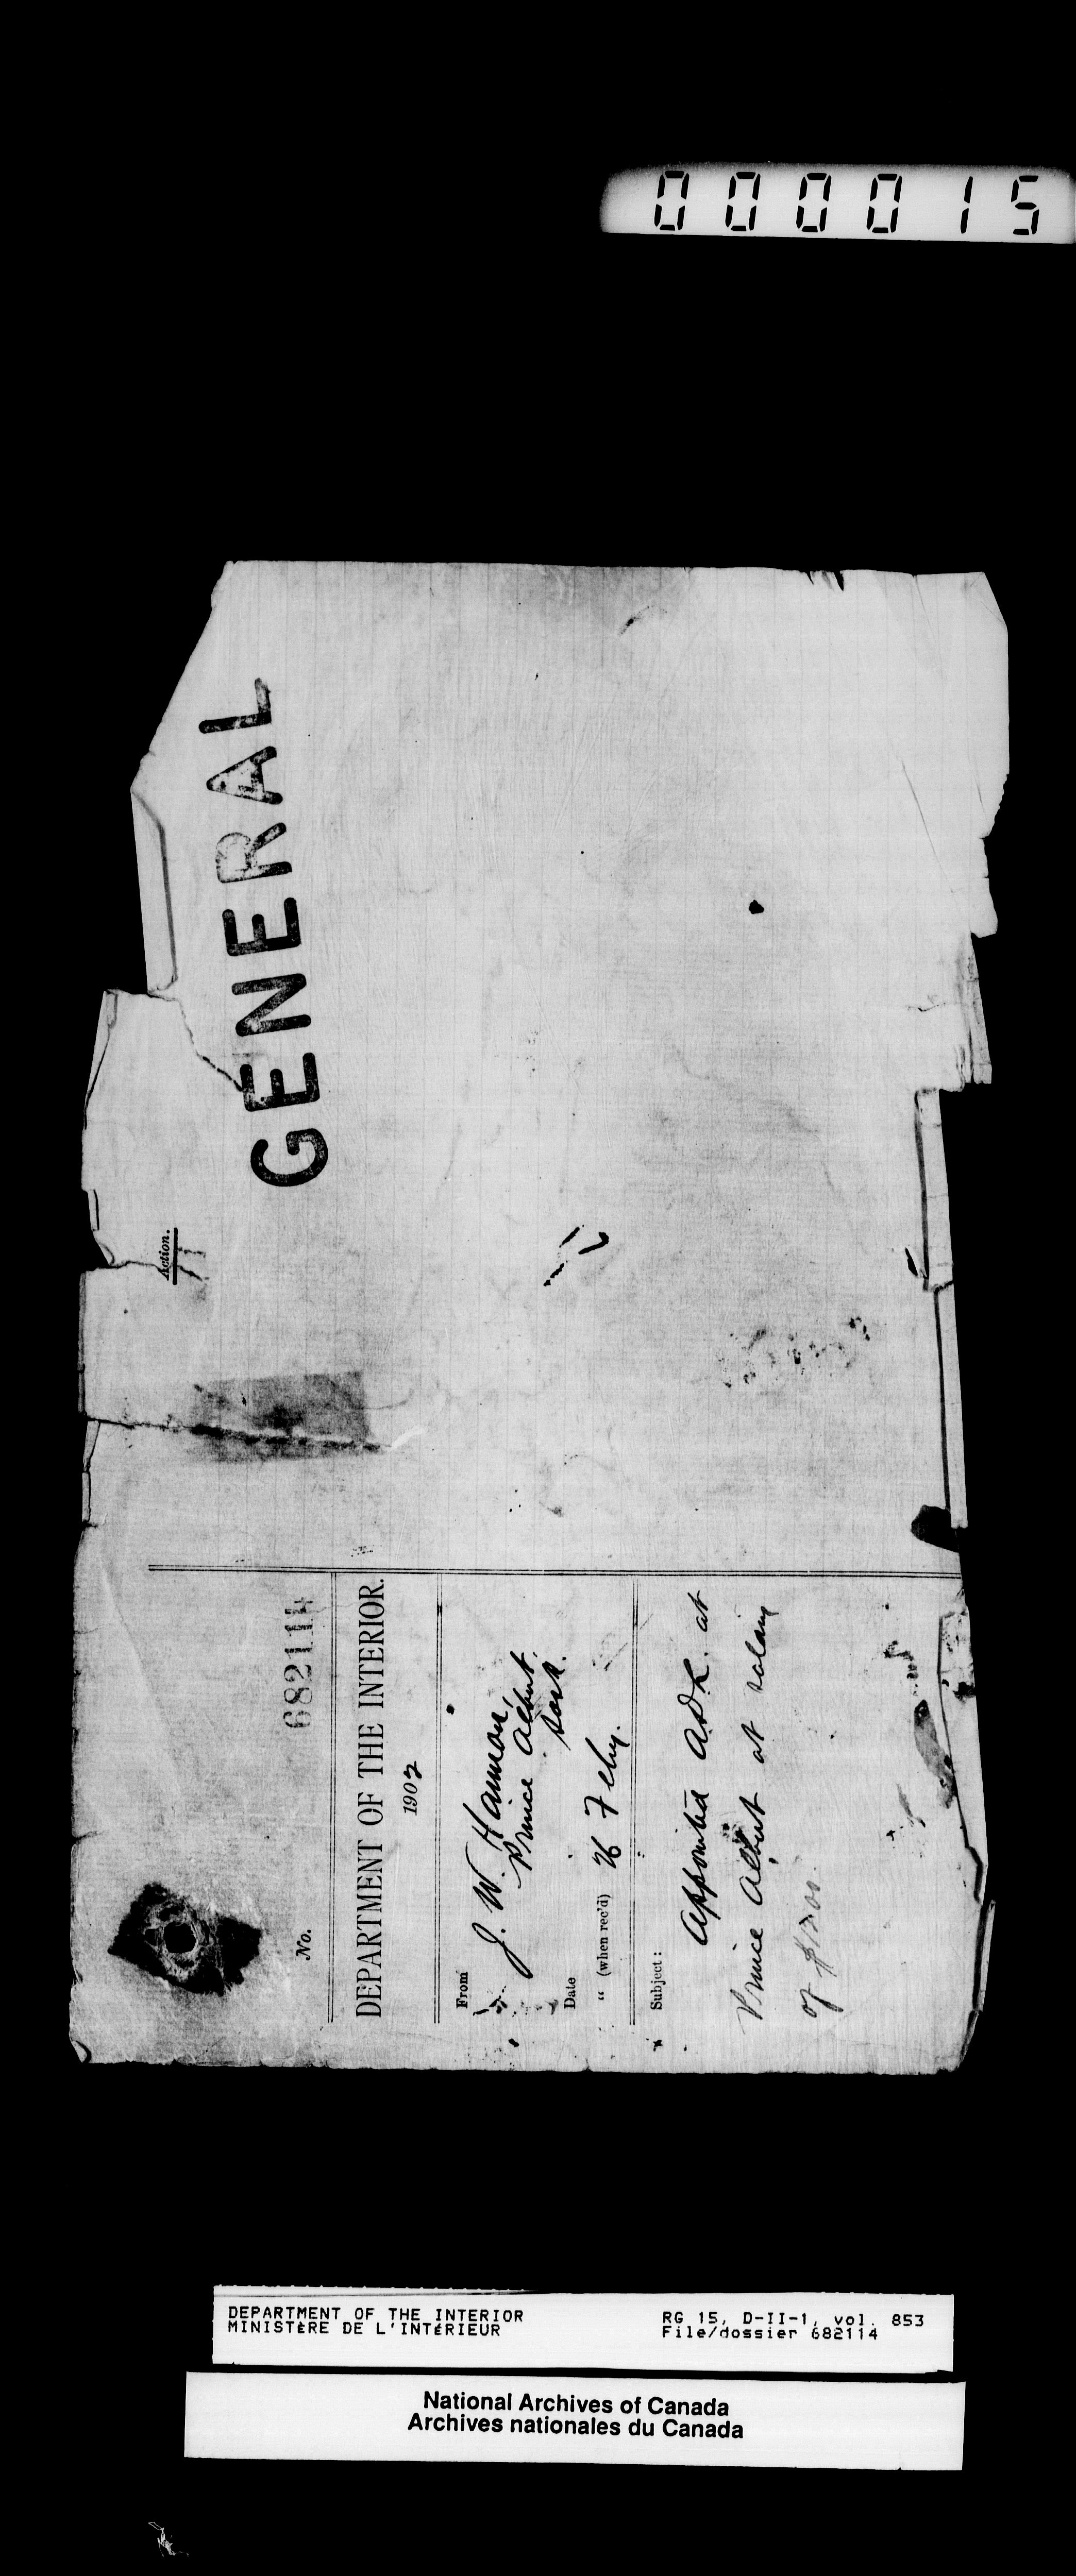 000015
GENERAL
Action.
No. 682114
DEPARTMENT OF THE INTERIOR.
1902
From
J. W. Hannon,
Prince Albert,
Sask.
Date
" (when rec'd) 26 Feby.
Subject:
Appointed A.D.L. at
Prince Albert at salary
of $1200.
DEPARTMENT OF THE INTERIOR
MINISTÈRE DE L'INTÉRIEUR
RG 15, D-II-1, vol. 853
File/dossier 682114
National Archives of Canada
Archives nationales du Canada